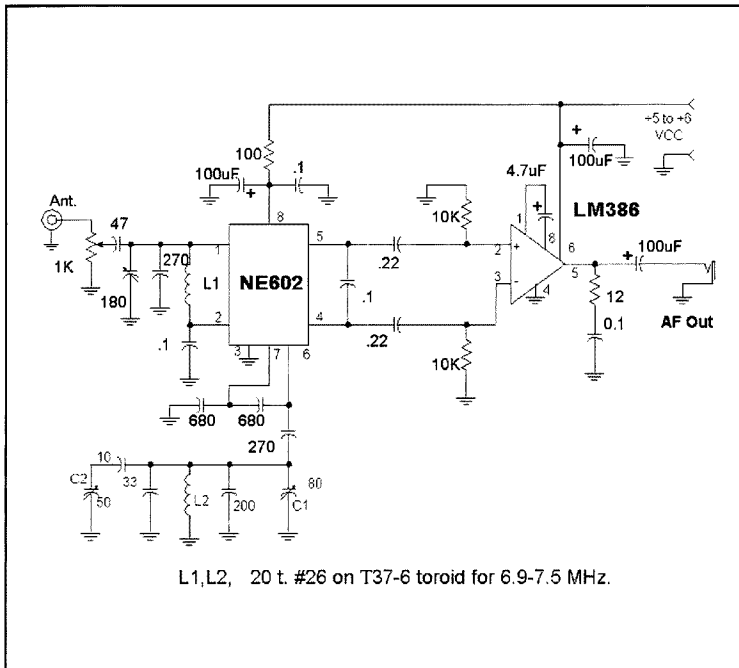 +5 to +6
VCC
100
+
100uF
100uF
+
.1
4.7uF
+
LM386
Ant.
47
8
10K
1
8
+
100uF
1K
1
5
2
+
6
270
L1
NE602
.22
5
180
.1
3
-
4
12
2
4
.1
3
7
6
.22
10K
0.1
AF Out
680
680
270
10
80
C2
33
50
L2
200
C1
L1,L2, 20 t. #26 on T37-6 toroid for 6.9-7.5 MHz.